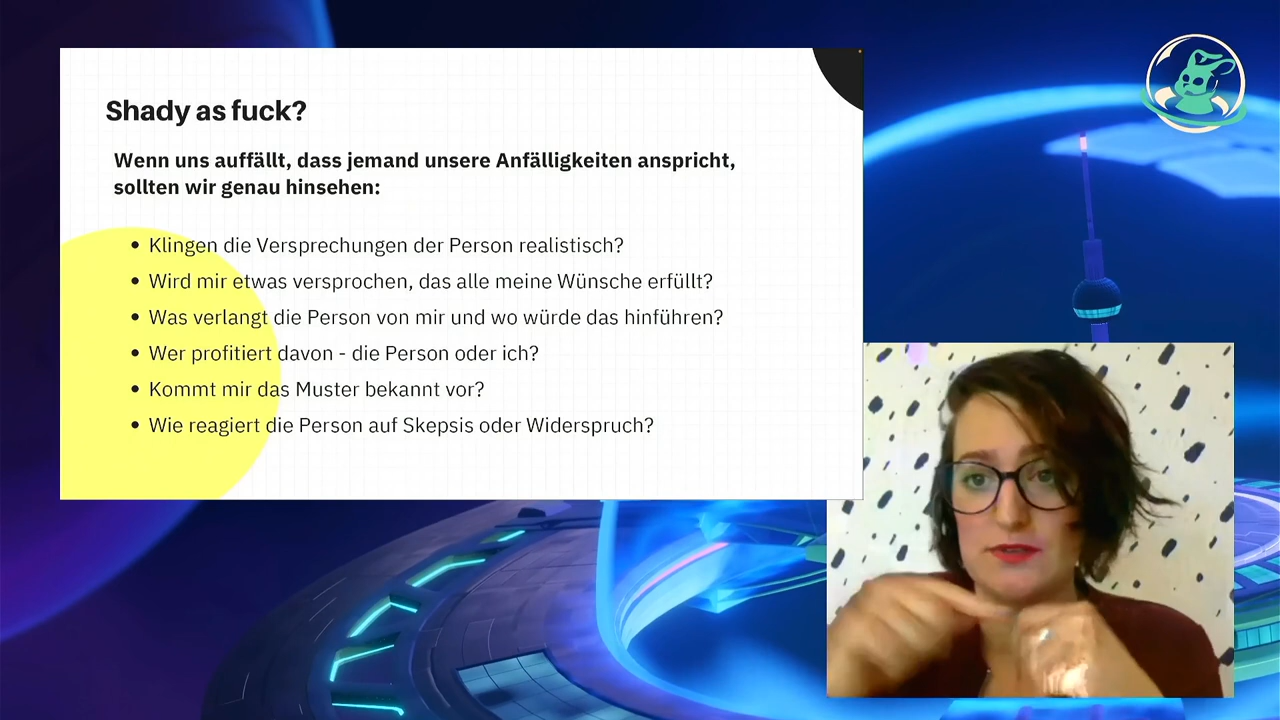 Shady as fuck?
Wenn uns auffällt, dass jemand unsere Anfälligkeiten anspricht,
sollten wir genau hinsehen:
• Klingen die Versprechungen der Person realistisch?
• Wird mir etwas versprochen, das alle meine Wünsche erfüllt?
• Was verlangt die Person von mir und wo würde das hinführen?
• Wer profitiert davon - die Person oder ich?
• Kommt mir das Muster bekannt vor?
• Wie reagiert die Person auf Skepsis oder Widerspruch?